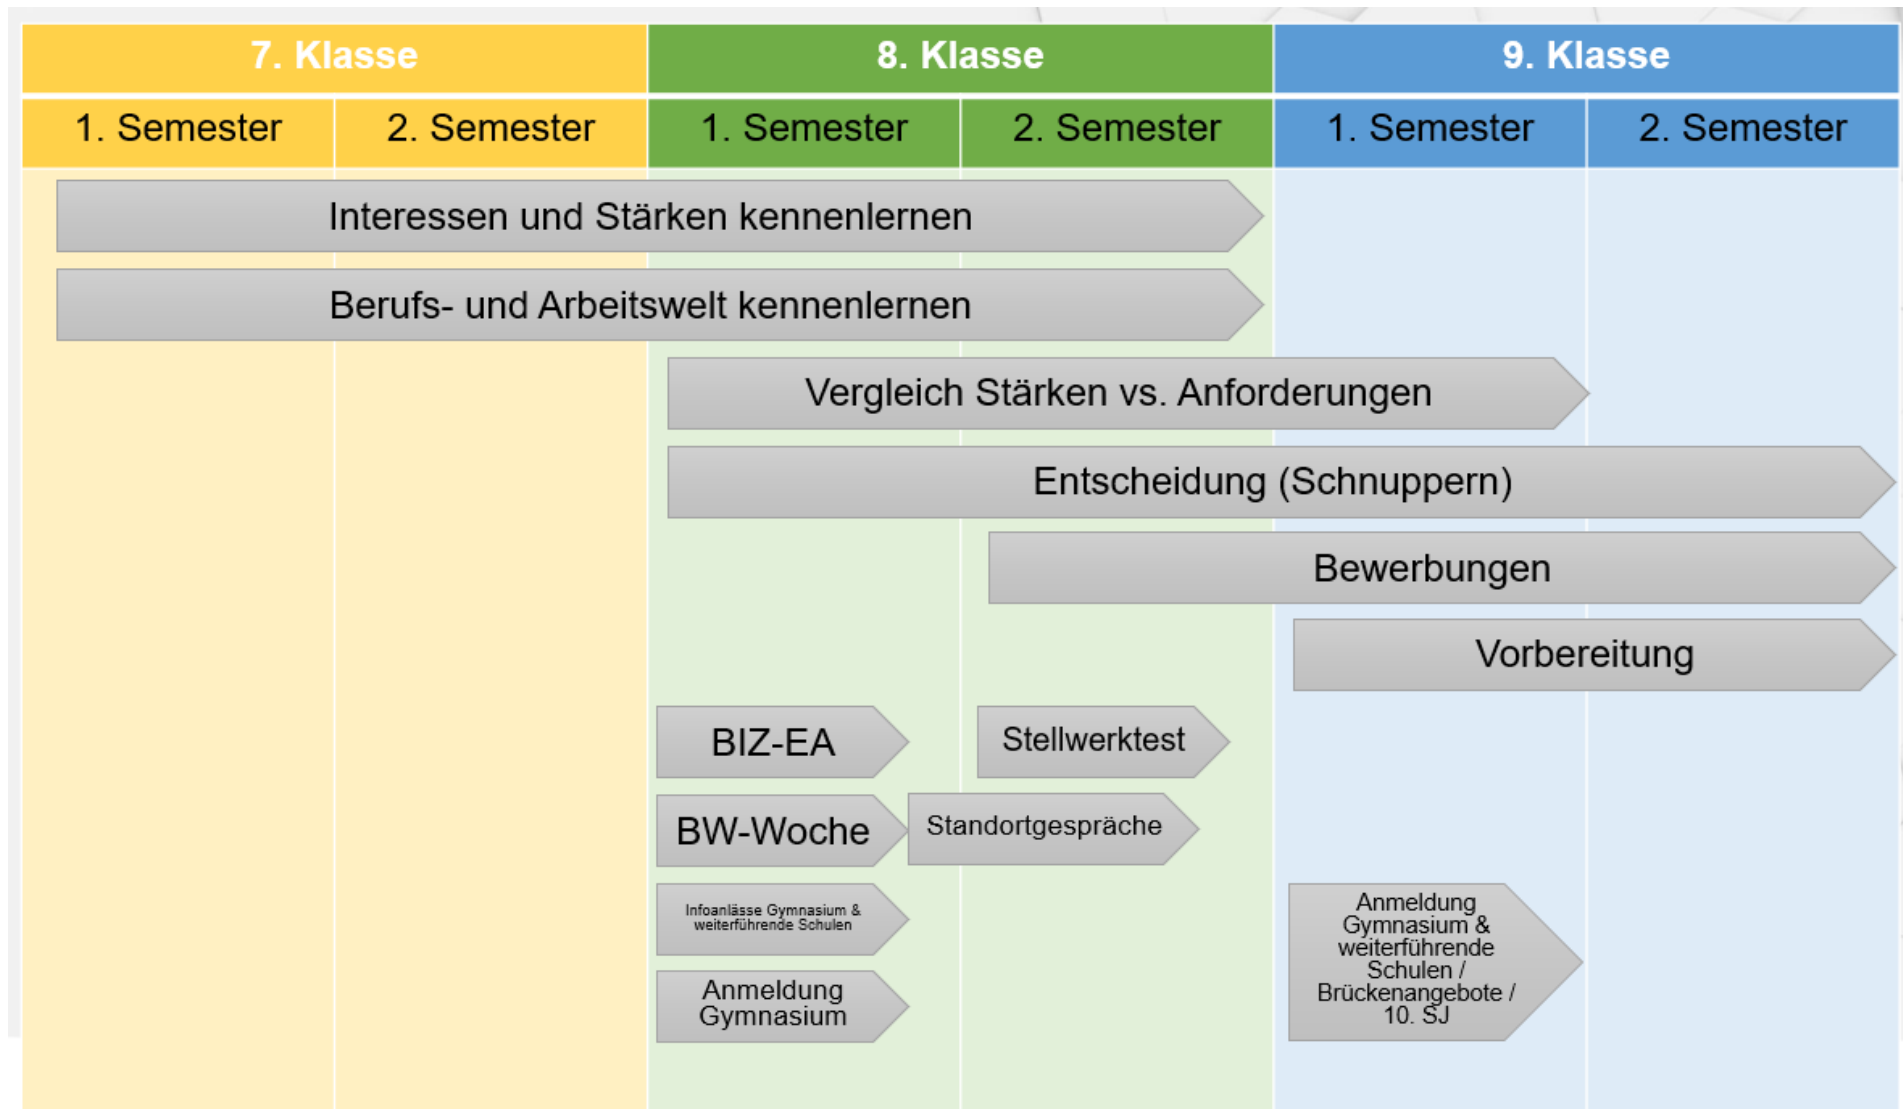 7. Klasse
8. Klasse
9. Klasse
1. Semester
2. Semester
1. Semester
2. Semester
1. Semester
2. Semester
Interessen und Stärken kennenlernen
Berufs- und Arbeitswelt kennenlernen
Vergleich Stärken vs. Anforderungen
Entscheidung (Schnuppern)
Bewerbungen
Vorbereitung
BIZ-EA
Stellwerktest
BW-Woche
Standortgespräche
Infoanlässe Gymnasium &
weiterführende Schulen
Anmeldung
Gymnasium
Anmeldung
Gymnasium &
weiterführende
Schulen /
Brückenangebote /
10. SJ